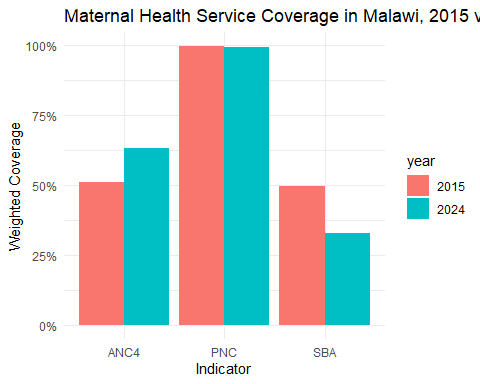 Maternal Health Service Coverage in Malawi, 2015 v
100%
75%
50%
25%
0%
Weighted Coverage
ANC4
PNC
SBA
Indicator
year
2015
2024